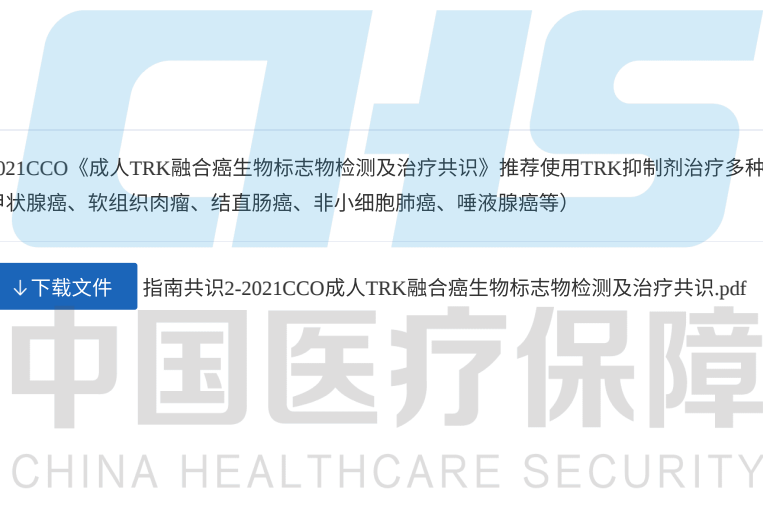 021CCO《成人TRK融合癌生物标志物检测及治疗共识》推荐使用TRK抑制剂治疗多种
状腺癌、软组织肉瘤、结直肠癌、非小细胞肺癌、唾液腺癌等）
下载文件 指南共识2-2021CCO成人TRK融合癌生物标志物检测及治疗共识.pdf
CHS
中国医疗保障
CHINA HEALTHCARE SECURITY